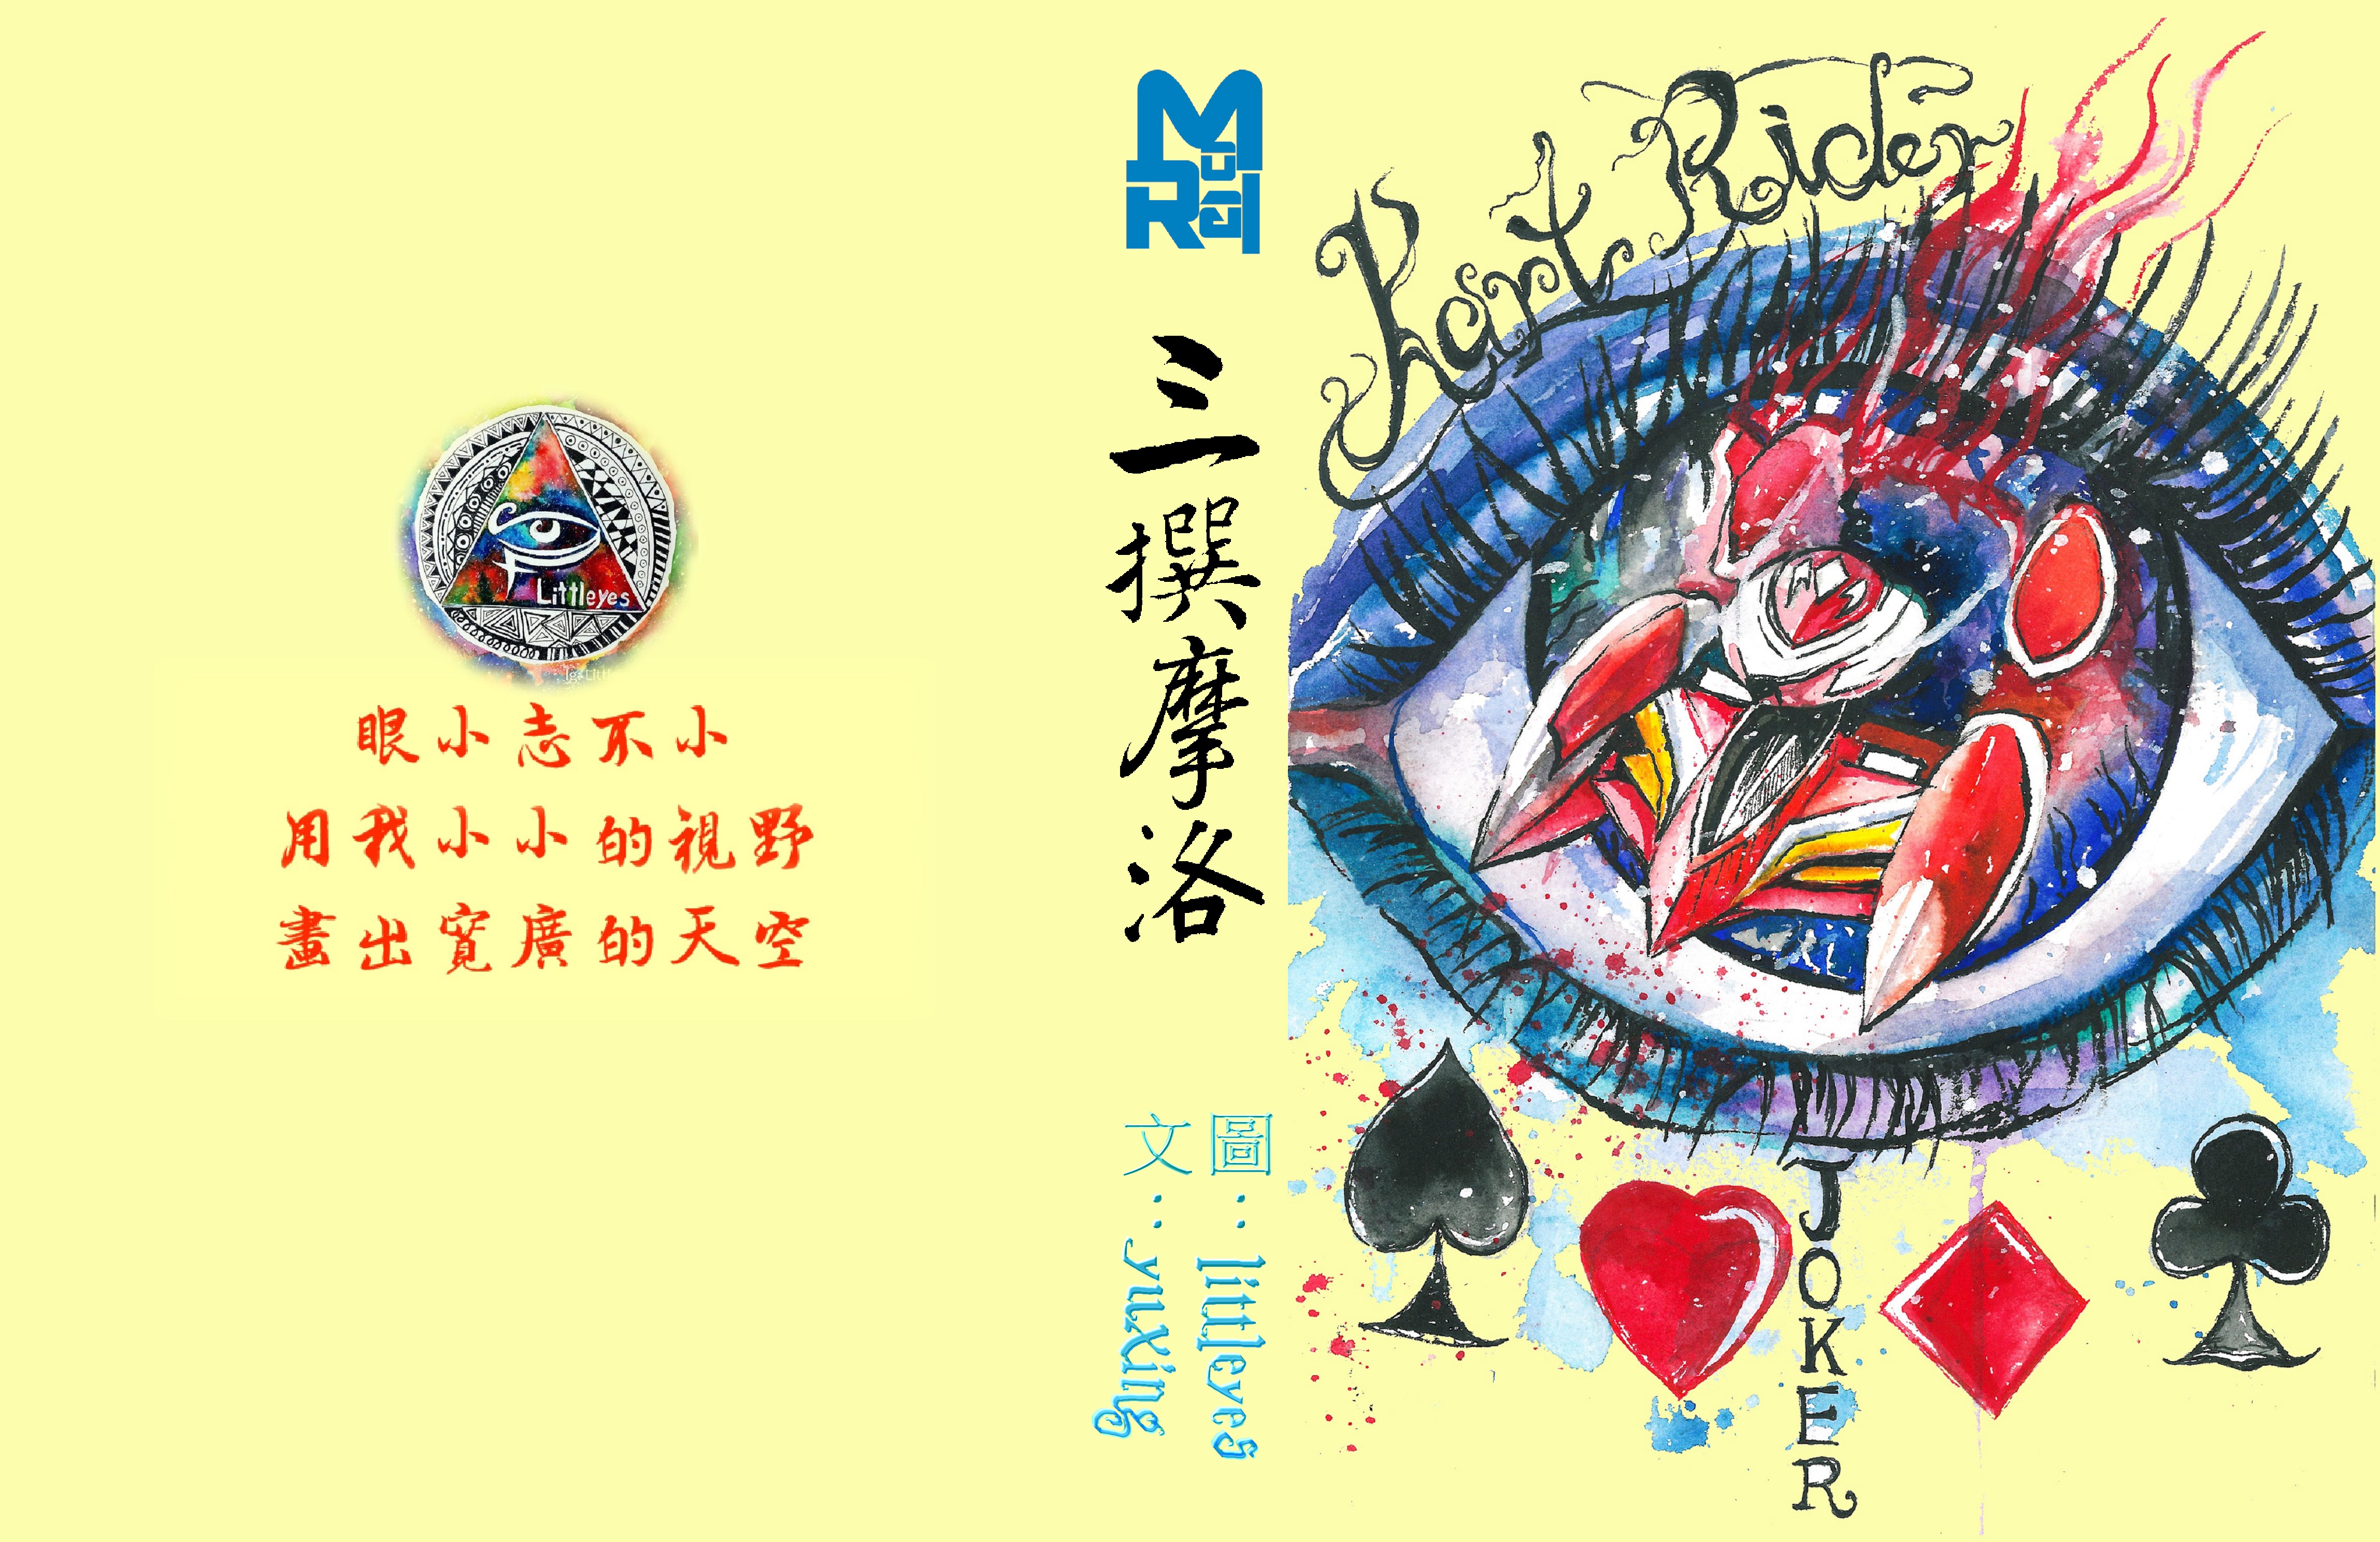 Littleyes
眼小志不小
用我小小的視野
畫出寬廣的天空
MuraL
三撰摩洛
圖：littleyes
文：yuxing
Kart Rider
JOKER